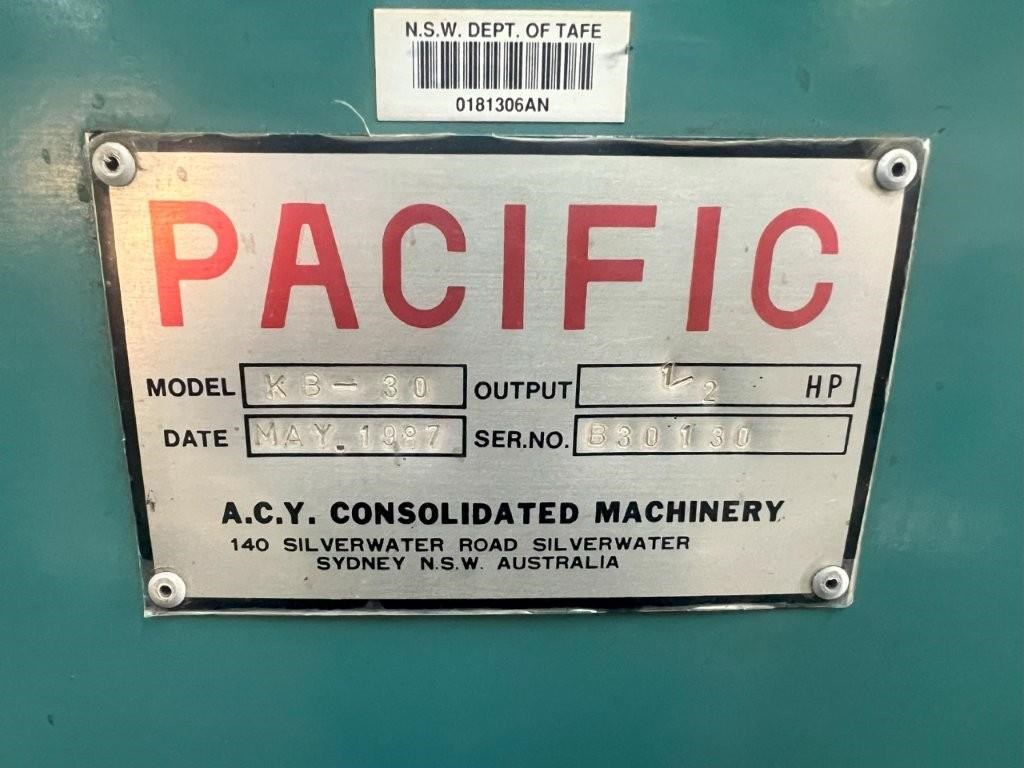 N.S.W. DEPT. OF TAFE
0181306AN
PACIFIC
MODEL KB-30 OUTPUT 1/2 HP
DATE MAY.1987 SER.NO. B30130
A.C.Y. CONSOLIDATED MACHINERY
140 SILVERWATER ROAD SILVERWATER
SYDNEY N.S.W. AUSTRALIA